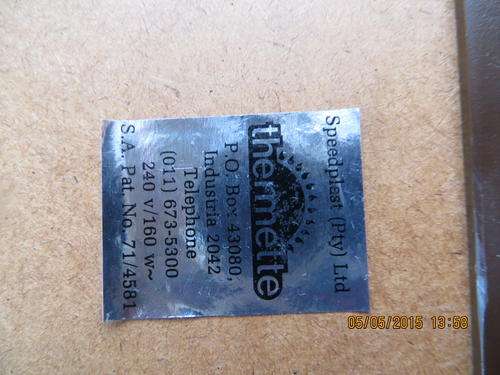 Speedplast (Pty) Ltd
thermette
P.O. Box 43080,
Industria 2042
Telephone
(011) 673-5300
240 v/160 w~
S.A. Pat. No. 71/4581
05/05/2015 13:58